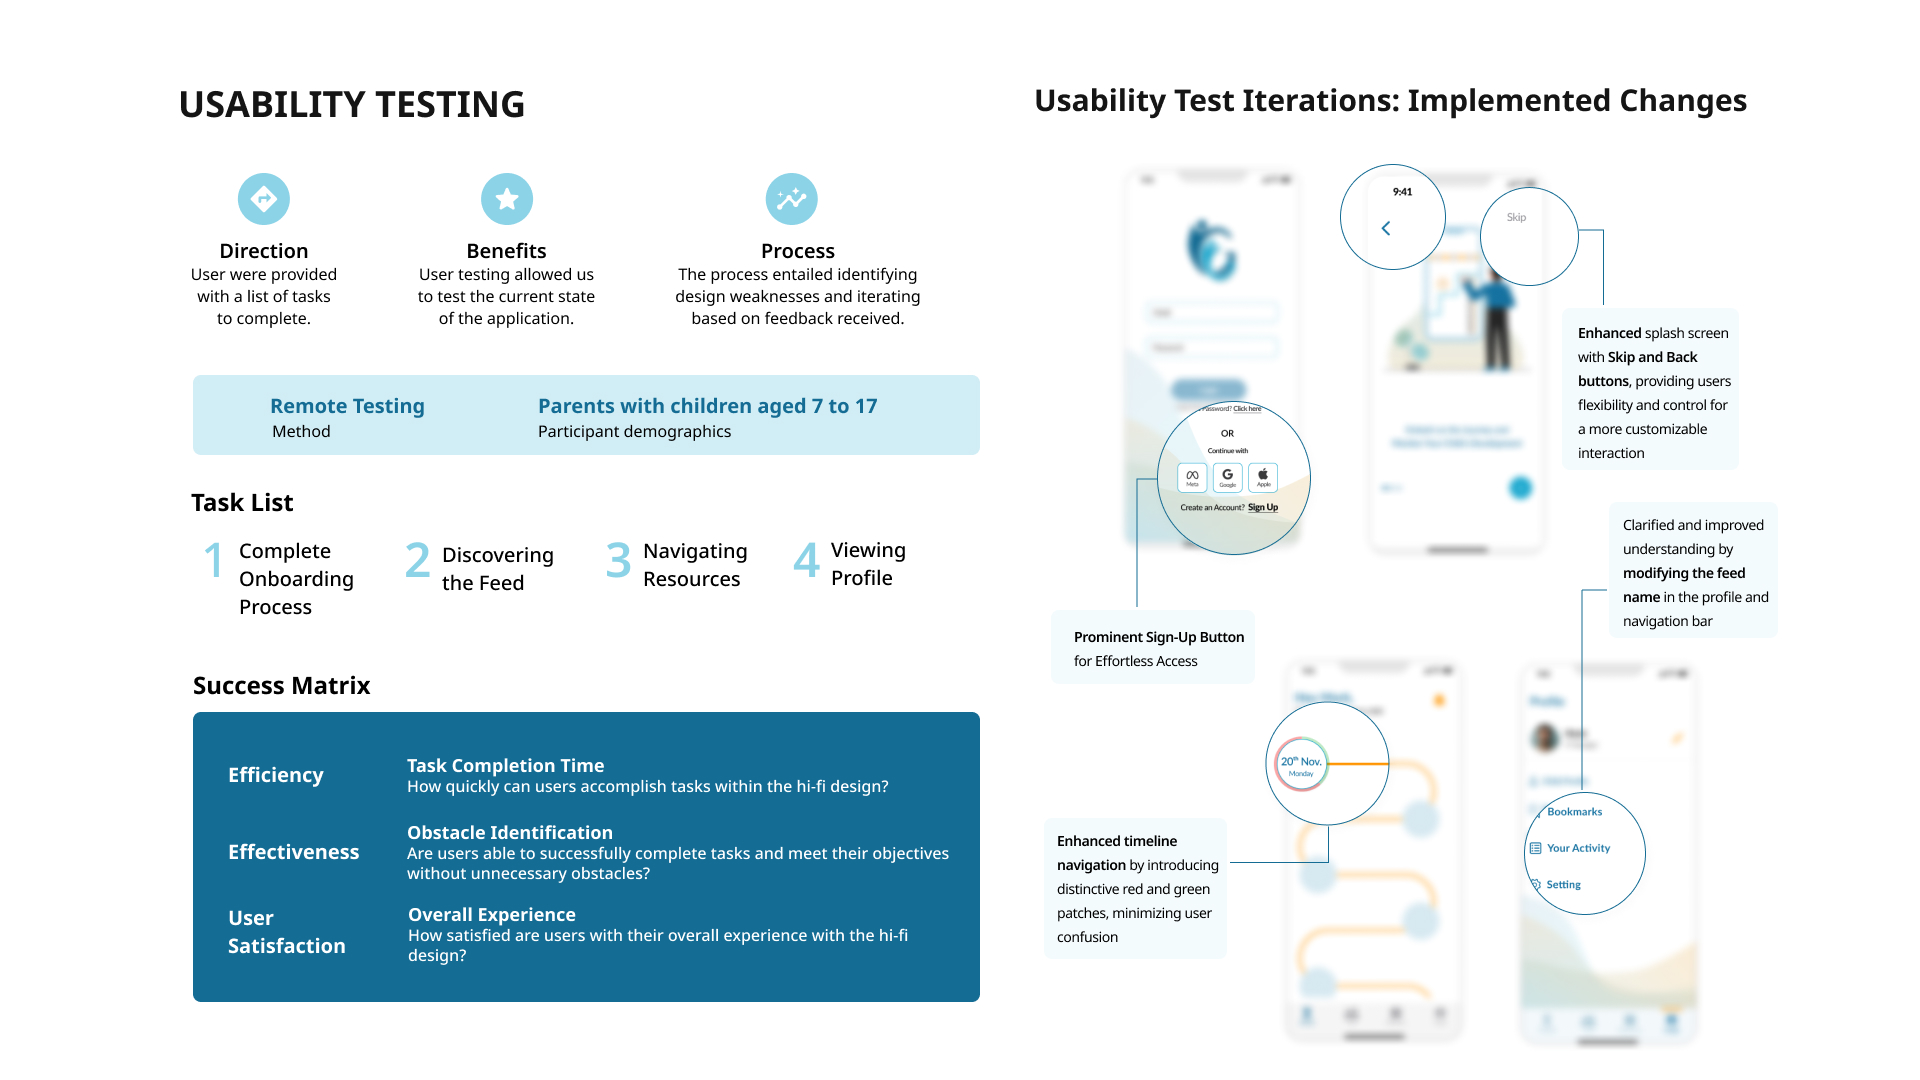 USABILITY TESTING
Direction
User were provided
with a list of tasks
to complete.
Benefits
User testing allowed us
to test the current state
of the application.
Process
The process entailed identifying
design weaknesses and iterating
based on feedback received.
Remote Testing
Method
Parents with children aged 7 to 17
Participant demographics
Task List
1 Complete
Onboarding
Process
2 Discovering
the Feed
3 Navigating
Resources
4 Viewing
Profile
Success Matrix
Efficiency
Task Completion Time
How quickly can users accomplish tasks within the hi-fi design?
Effectiveness
Obstacle Identification
Are users able to successfully complete tasks and meet their objectives
without unnecessary obstacles?
User
Satisfaction
Overall Experience
How satisfied are users with their overall experience with the hi-fi
design?
Usability Test Iterations: Implemented Changes
Password? Click here
OR
Continue with
Meta
Google
Apple
Create an Account? Sign Up
Prominent Sign-Up Button
for Effortless Access
9:41
Skip
Enhanced splash screen
with Skip and Back
buttons, providing users
flexibility and control for
a more customizable
interaction
Clarified and improved
understanding by
modifying the feed
name in the profile and
navigation bar
20th Nov.
Monday
Enhanced timeline
navigation by introducing
distinctive red and green
patches, minimizing user
confusion
Profile
Bookmarks
Your Activity
Setting